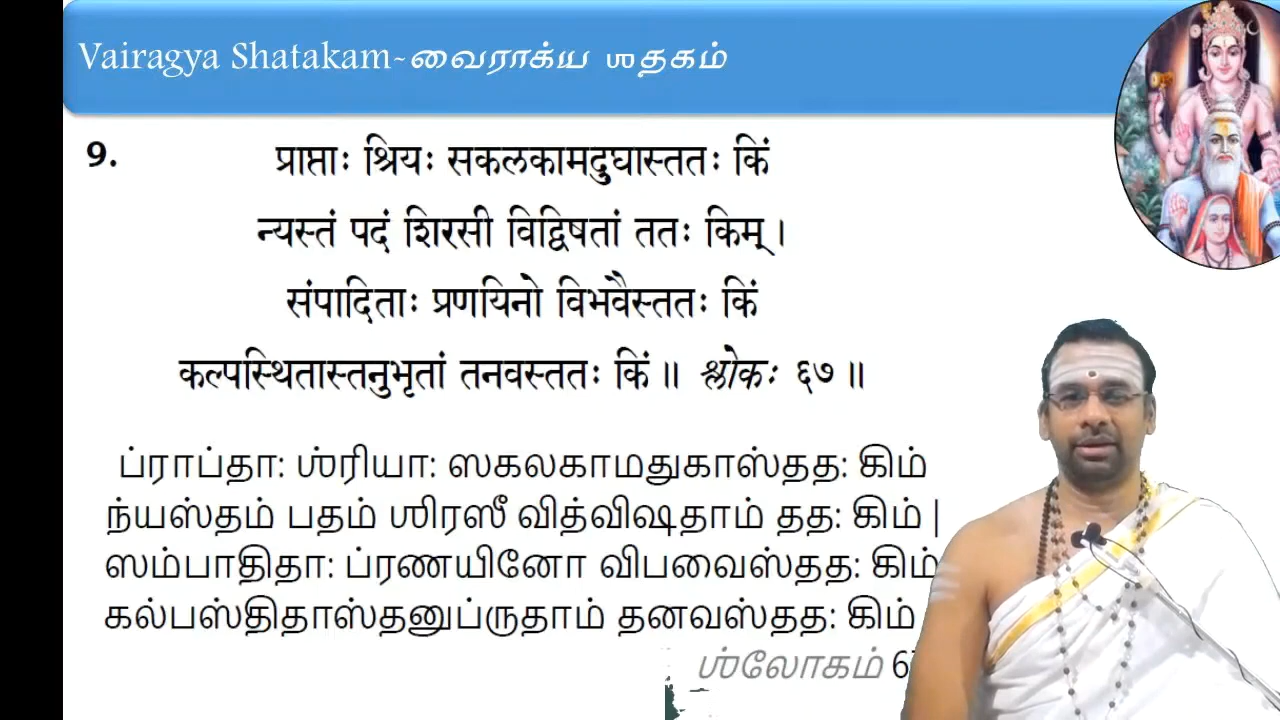 Vairagya Shatakam-வைராக்ய ஶதகம்
9.
प्राप्ताः श्रियः सकलकामदुघास्ततः किं
न्यस्तं पदं शिरसी विद्विषतां ततः किम् ।
संपादिताः प्रणयिनो विभवैस्ततः किं
कल्पस्थितास्तनुभृतां तनवस्ततः किं ॥ श्लोकः ६७ ॥
ப்ராப்தா: ஶ்ரியா: ஸகலகாமதுகாஸ்தத: கிம்
ந்யஸ்தம் பதம் ஶிரஸீ வித்விஷதாம் தத: கிம் |
ஸம்பாதிதா: ப்ரணயினோ விபவைஸ்தத: கிம்
கல்பஸ்திதாஸ்தனுப்ருதாம் தனவஸ்தத: கிம்
ஶ்லோகம்